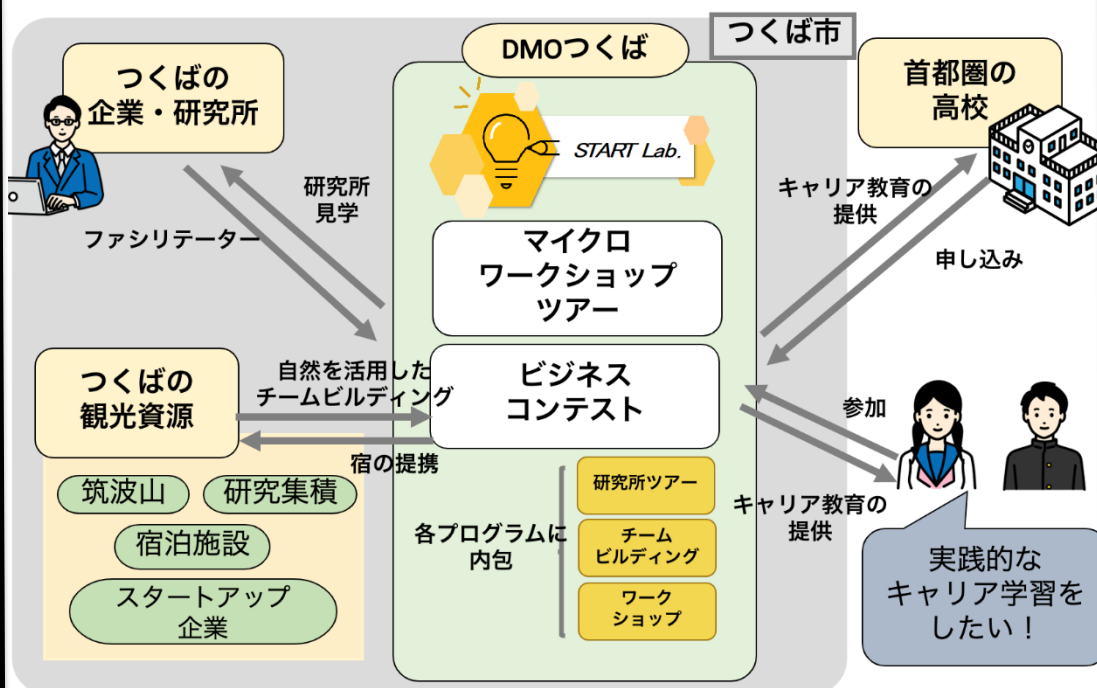 つくば市
DMOつくば
つくばの
企業・研究所
首都圏の
高校
START Lab.
研究所
見学
ファシリテーター
キャリア教育の
提供
申し込み
マイクロ
ワークショップ
ツアー
ビジネス
コンテスト
つくばの
観光資源
自然を活用した
チームビルディング
宿の提携
参加
キャリア教育の
提供
筑波山
研究集積
宿泊施設
スタートアップ
企業
各プログラムに
内包
研究所ツアー
チーム
ビルディング
ワーク
ショップ
実践的な
キャリア学習を
したい！